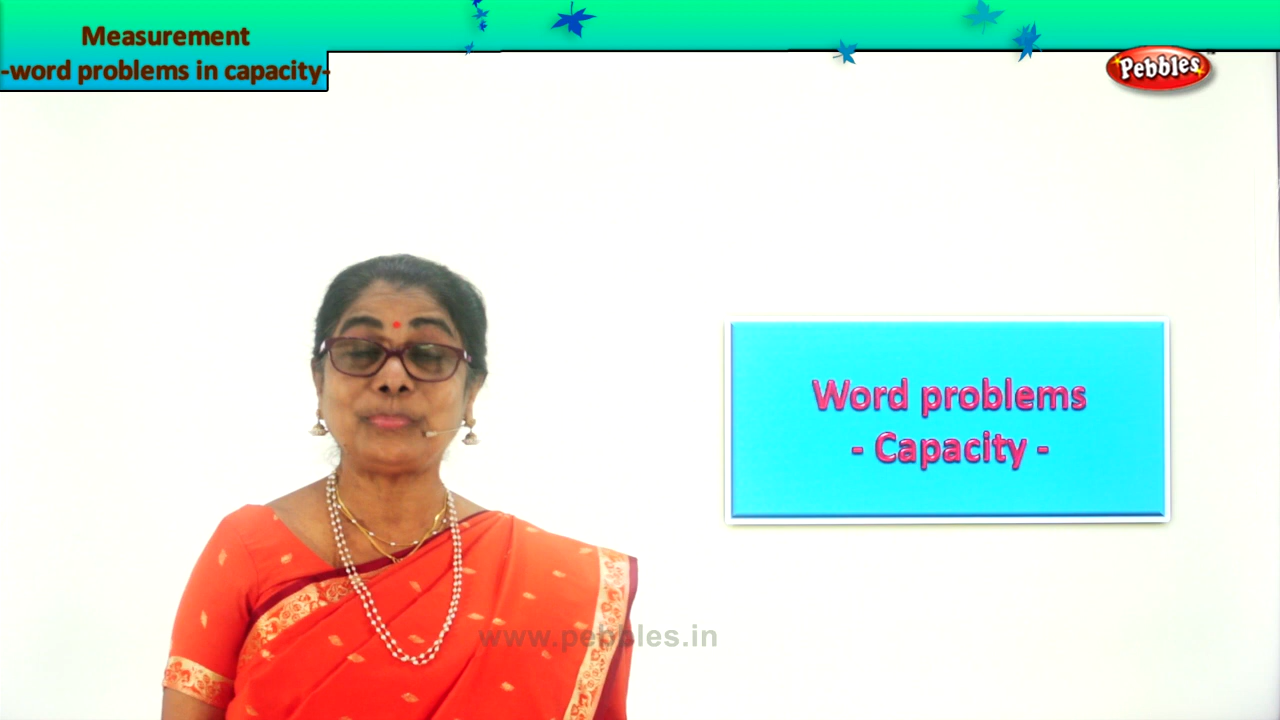 Measurement
-word problems in capacity-
Pebbles
Word problems
- Capacity -
www.pebbles.in